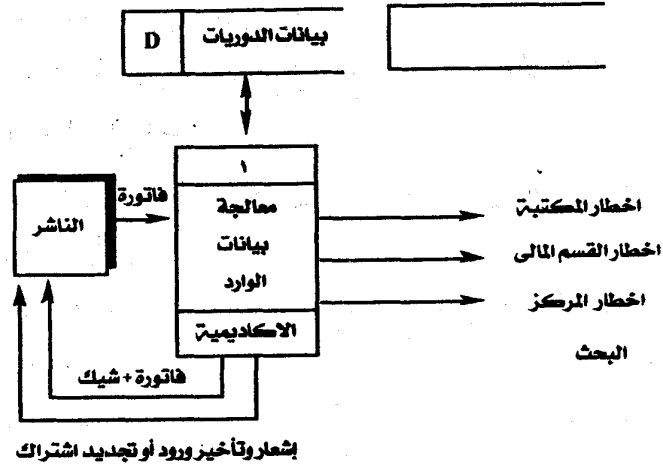 D
بيانات الدوريات
١
معالجة
بيانات
الوارد
الاكاديمية
الناشر
فاتورة
اخطار المكتبة
اخطار القسم المالى
اخطار المركز
البحث
فاتورة + شيك
إشعار وتأخير ورود أو تجديد اشتراك